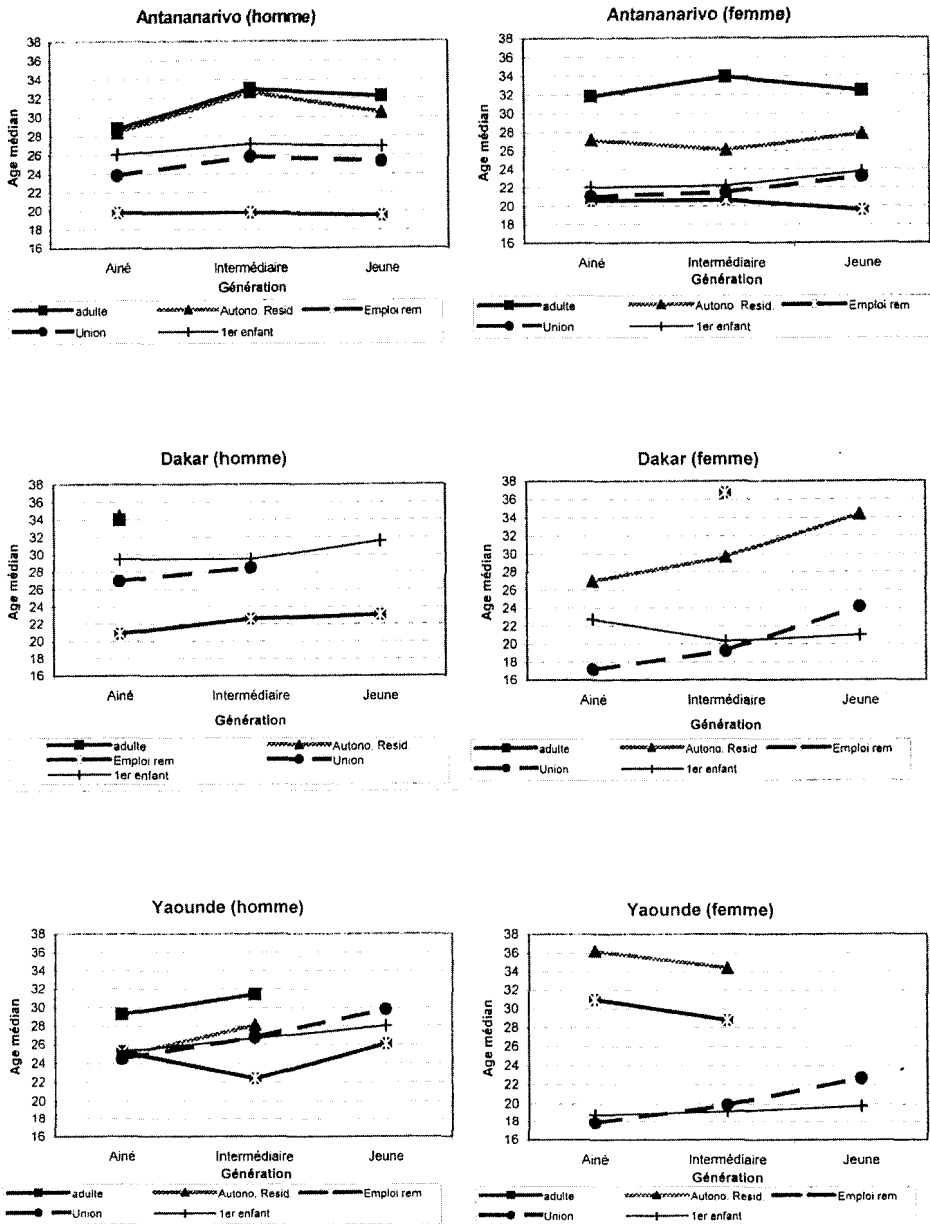 Antananarivo (homme)
Age médian
38
36
34
32
30
28
26
24
22
20
18
16
Ainé Intermédiaire Jeune
Génération
adulte Autono. Resid Emploi rem
Union 1er enfant
Antananarivo (femme)
Age médian
38
36
34
32
30
28
26
24
22
20
18
16
Ainé Intermédiaire Jeune
Génération
adulte Autono. Resid. Emploi rem
Union 1er enfant
Dakar (homme)
Age médian
38
36
34
32
30
28
26
24
22
20
18
16
Ainé Intermédiaire Jeune
Génération
adulte Autono. Resid.
Emploi rem Union
1er enfant
Dakar (femme)
Age médian
38
36
34
32
30
28
26
24
22
20
18
16
Ainé Intermédiaire Jeune
Génération
adulte Autono. Resid Emploi rem
Union 1er enfant
Yaounde (homme)
Age médian
38
36
34
32
30
28
26
24
22
20
18
16
Ainé Intermédiaire Jeune
Génération
adulte Autono. Resid Emploi rem
Union 1er enfant
Yaounde (femme)
Age médian
38
36
34
32
30
28
26
24
22
20
18
16
Ainé Intermédiaire Jeune
Génération
adulte Autono. Resid. Emploi rem
Union 1er enfant